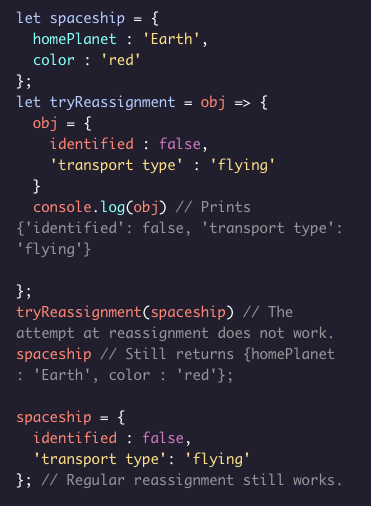 let spaceship = {
  homePlanet : 'Earth',
  color : 'red'
};
let tryReassignment = obj => {
  obj = {
    identified : false,
    'transport type' : 'flying'
  }
  console.log(obj) // Prints
{'identified': false, 'transport type':
'flying'}

};
tryReassignment(spaceship) // The
attempt at reassignment does not work.
spaceship // Still returns {homePlanet
: 'Earth', color : 'red'};

spaceship = {
  identified : false,
  'transport type': 'flying'
}; // Regular reassignment still works.